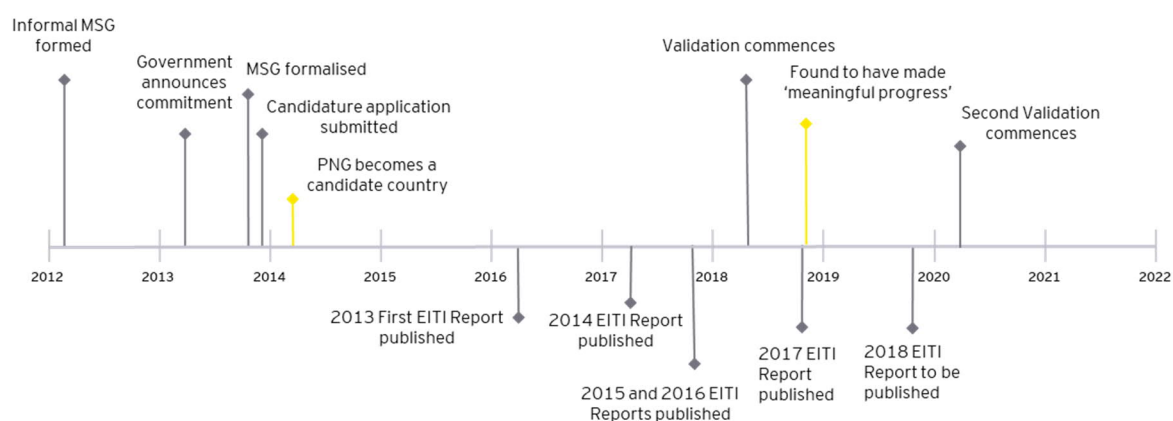 Informal MSG
formed
Government
announces
commitment
MSG formalised
Candidature application
submitted
PNG becomes a
candidate country
Validation commences
Found to have made
‘meaningful progress’
Second Validation
commences
2012
2013
2014
2015
2016
2017
2018
2019
2020
2021
2022
2013 First EITI Report
published
2014 EITI Report
published
2015 and 2016 EITI
Reports published
2017 EITI
Report
published
2018 EITI
Report to be
published